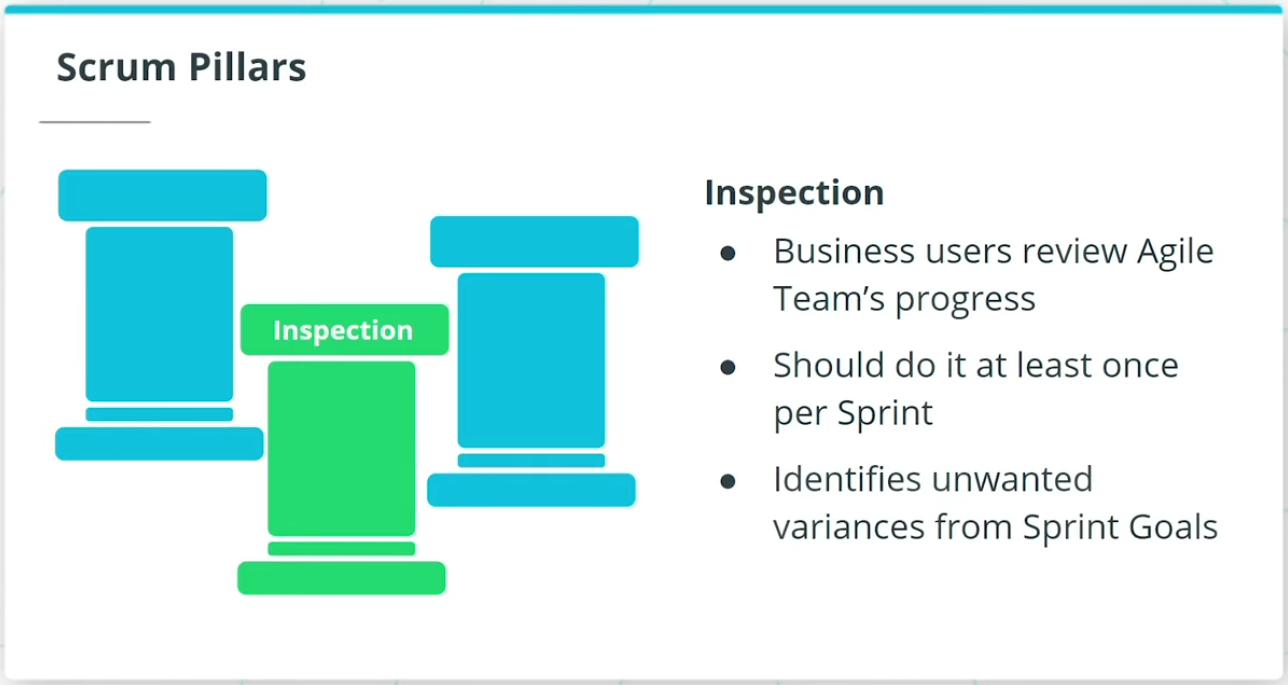 Scrum Pillars
Inspection
Inspection
● Business users review Agile
Team’s progress
● Should do it at least once
per Sprint
● Identifies unwanted
variances from Sprint Goals